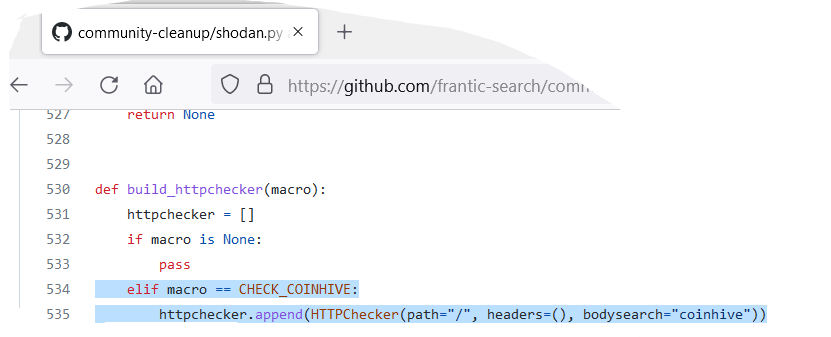 community-cleanup/shodan.py
https://github.com/frantic-search/comm
527 return None
528
529
530 def build_httpchecker(macro):
531 httpchecker = []
532 if macro is None:
533 pass
534 elif macro == CHECK_COINHIVE:
535 httpchecker.append(HTTPChecker(path="/", headers=(), bodysearch="coinhive"))